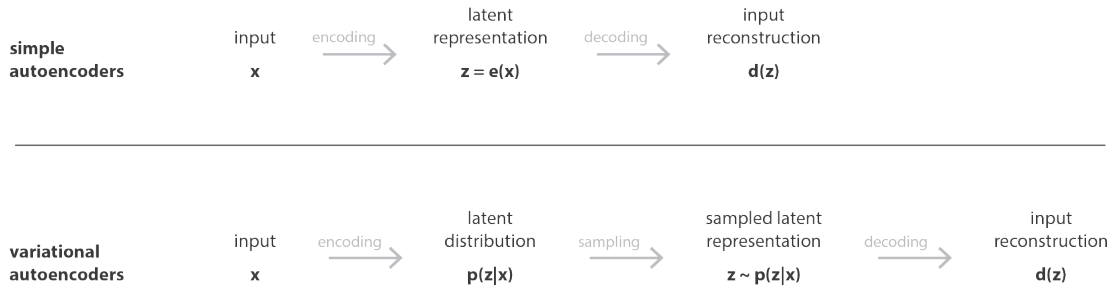 simple
autoencoders
input
x
encoding
latent
representation
z = e(x)
decoding
input
reconstruction
d(z)
variational
autoencoders
input
x
encoding
latent
distribution
p(z|x)
sampling
sampled latent
representation
z ~ p(z|x)
decoding
input
reconstruction
d(z)